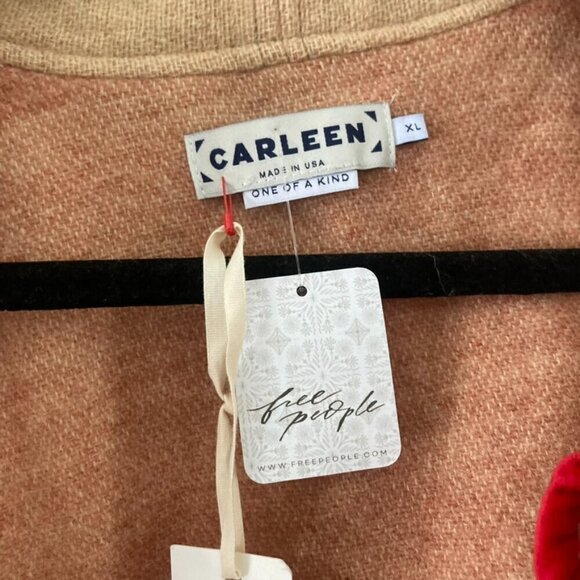 CARLEEN
XL
MADE IN USA
ONE OF A KIND
free
people
WWW.FREEPEOPLE.COM